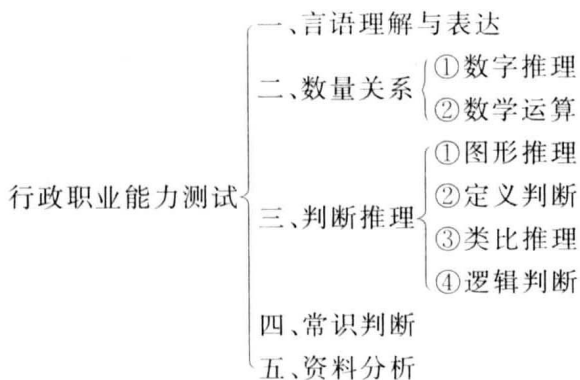 行政职业能力测试
一、言语理解与表达
二、数量关系
①数字推理
②数学运算
三、判断推理
①图形推理
②定义判断
③类比推理
④逻辑判断
四、常识判断
五、资料分析